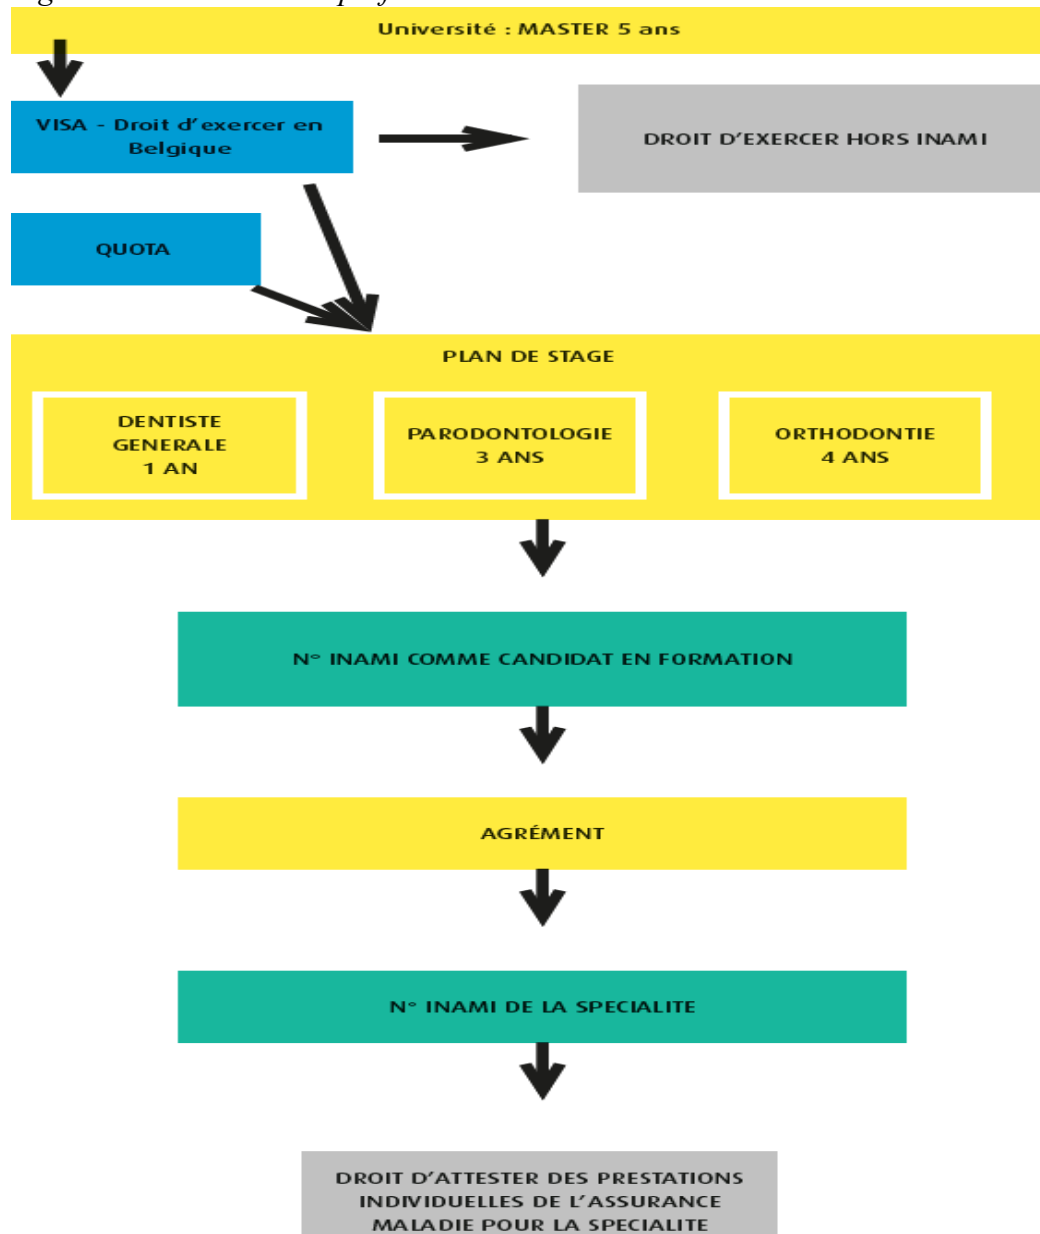 Université : MASTER 5 ans
VISA - Droit d'exercer en
Belgique
DROIT D'EXERCER HORS INAMI
QUOTA
PLAN DE STAGE
DENTISTE
GENERALE
1 AN
PARODONTOLOGIE
3 ANS
ORTHODONTIE
4 ANS
N° INAMI COMME CANDIDAT EN FORMATION
AGRÉMENT
N° INAMI DE LA SPECIALITE
DROIT D'ATTESTER DES PRESTATIONS
INDIVIDUELLES DE L'ASSURANCE
MALADIE POUR LA SPECIALITE